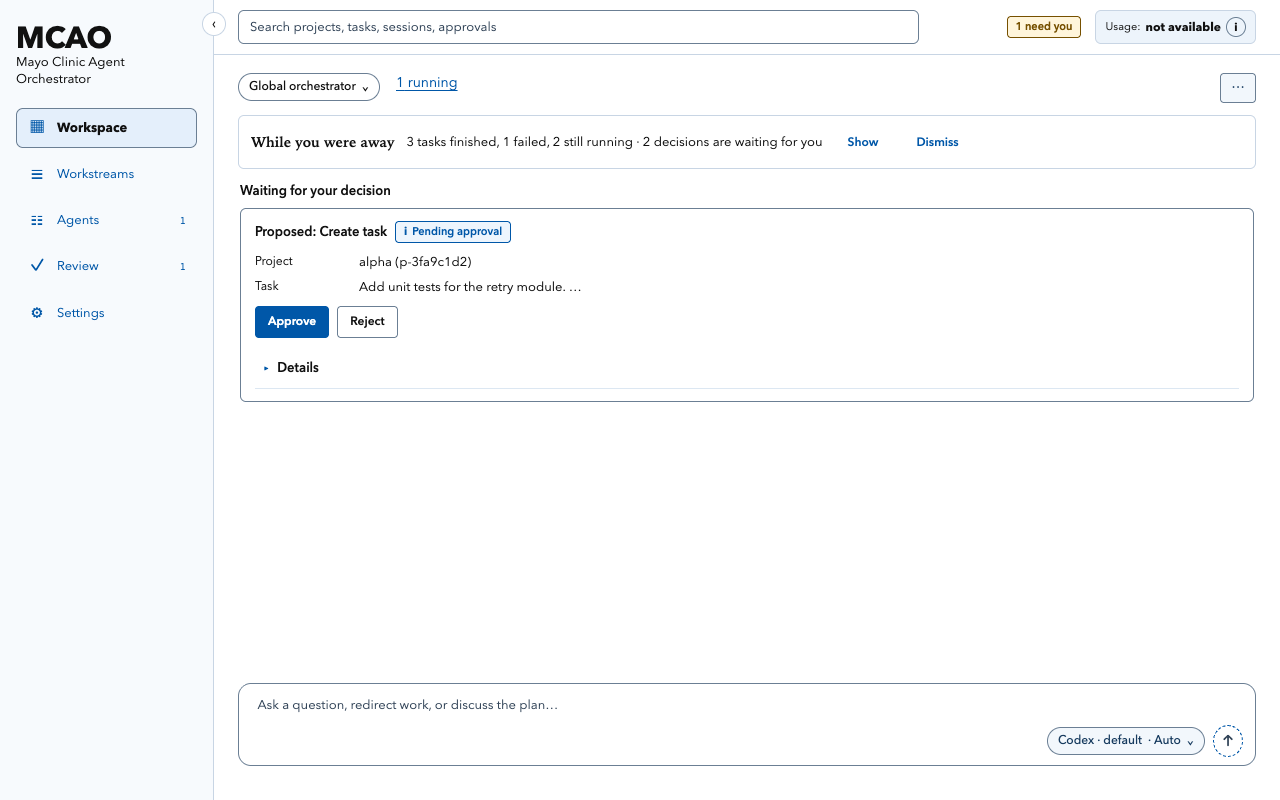 MCAO
Mayo Clinic Agent
Orchestrator
Workspace
Workstreams
Agents 1
Review 1
Settings
Search projects, tasks, sessions, approvals
1 need you
Usage: not available i
Global orchestrator
1 running
...
While you were away 3 tasks finished, 1 failed, 2 still running · 2 decisions are waiting for you Show Dismiss
Waiting for your decision
Proposed: Create task i Pending approval
Project alpha (p-3fa9c1d2)
Task Add unit tests for the retry module. …
Approve Reject
Details
Ask a question, redirect work, or discuss the plan…
Codex · default · Auto